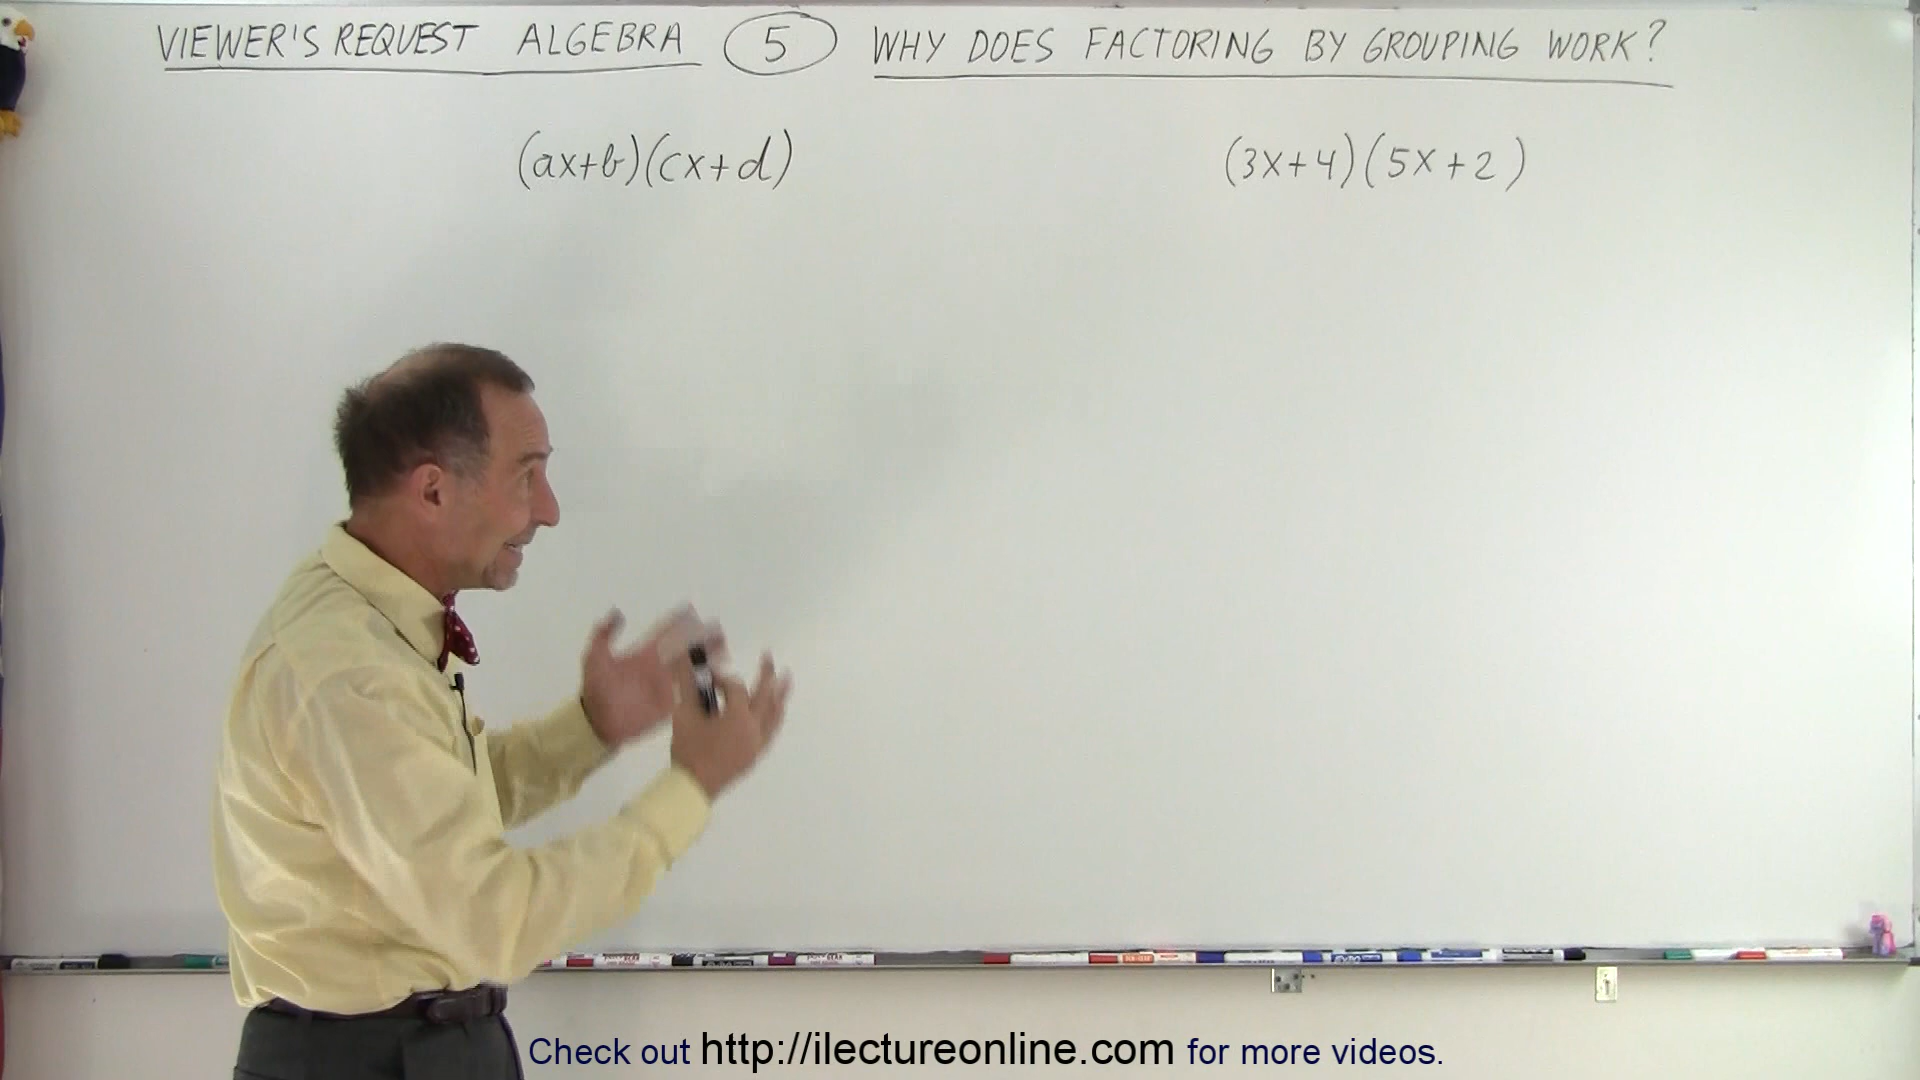 VIEWER'S REQUEST ALGEBRA 5 WHY DOES FACTORING BY GROUPING WORK?
(ax+b)(cx+d) (3x+4)(5x+2)
Check out http://ilectureonline.com for more videos.